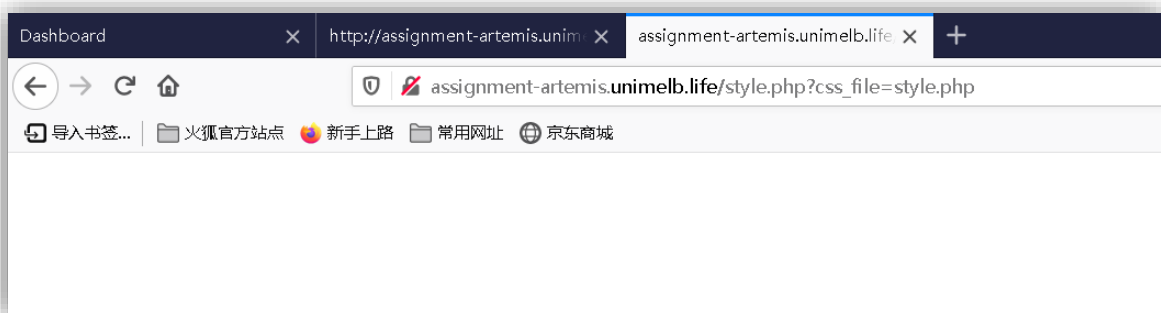 Dashboard
http://assignment-artemis.unim
assignment-artemis.unimelb.life
assignment-artemis.unimelb.life/style.php?css_file=style.php
导入书签... 火狐官方站点 新手上路 常用网址 京东商城